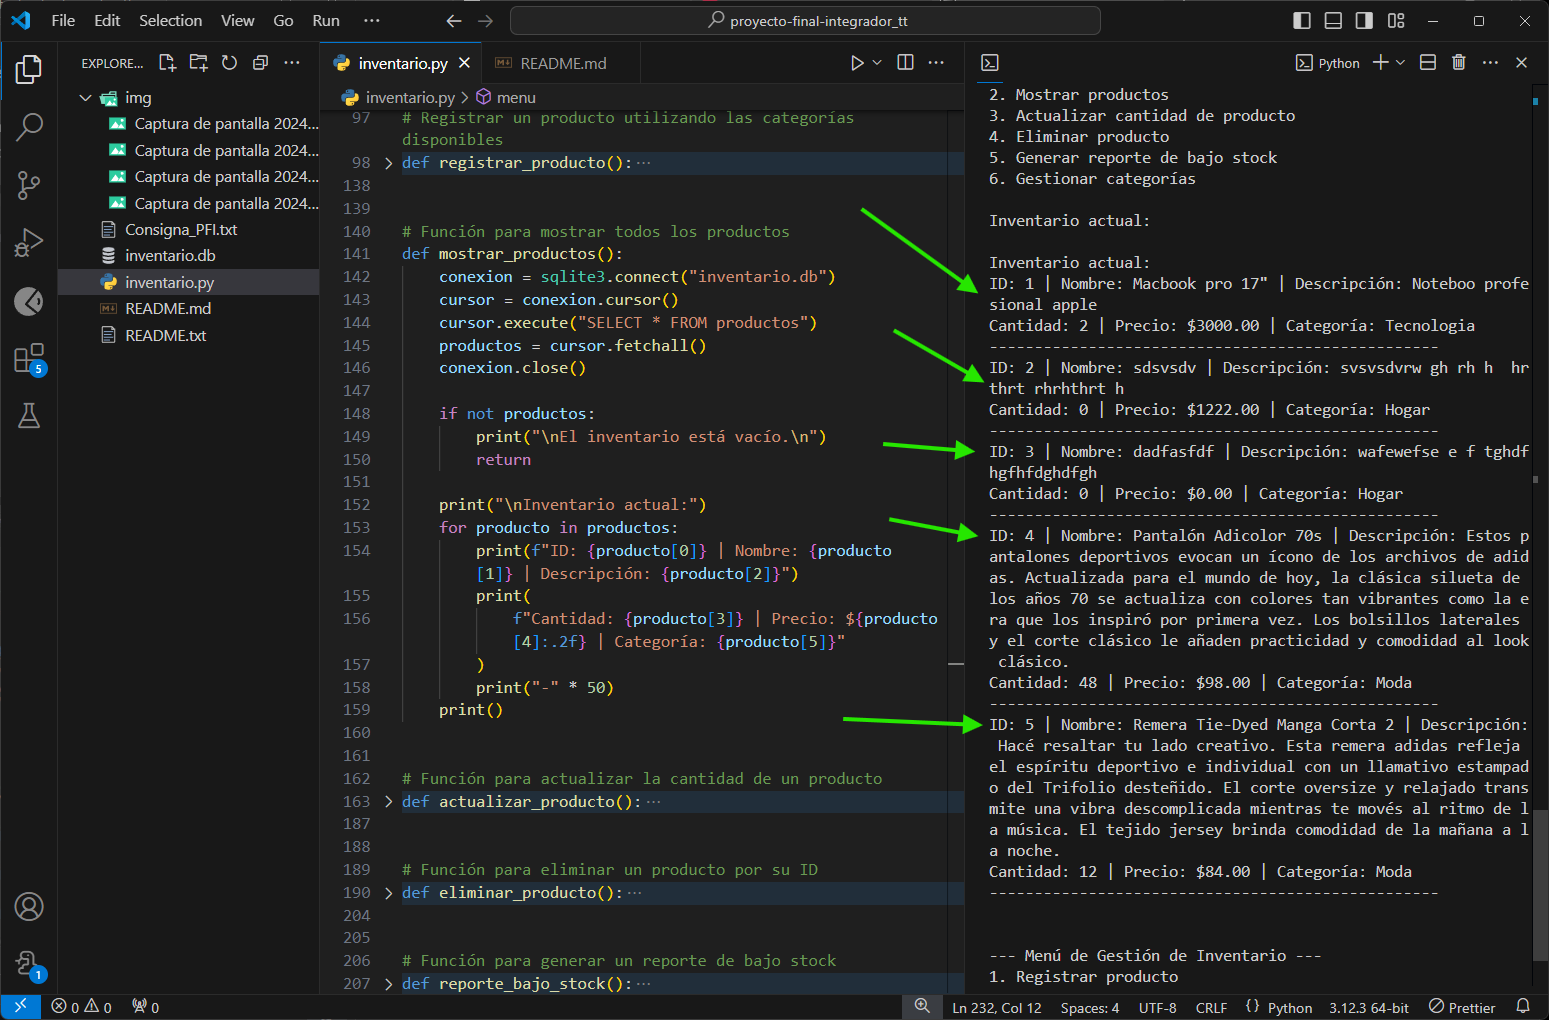 File Edit Selection View Go Run ···
proyecto-final-integrador_tt
EXPLORE... ···
img
Captura de pantalla 2024...
Captura de pantalla 2024...
Captura de pantalla 2024...
Captura de pantalla 2024...
Consigna_PFI.txt
inventario.db
inventario.py
README.md
README.txt
5
1
inventario.py README.md ···
inventario.py > menu
97 # Registrar un producto utilizando las categorías
disponibles
98 def registrar_producto():···
138
139
140 # Función para mostrar todos los productos
141 def mostrar_productos():
142 conexion = sqlite3.connect("inventario.db")
143 cursor = conexion.cursor()
144 cursor.execute("SELECT * FROM productos")
145 productos = cursor.fetchall()
146 conexion.close()
147
148 if not productos:
149 print("\nEl inventario está vacío.\n")
150 return
151
152 print("\nInventario actual:")
153 for producto in productos:
154 print(f"ID: {producto[0]} | Nombre: {producto
[1]} | Descripción: {producto[2]}")
155 print(
156 f"Cantidad: {producto[3]} | Precio: ${producto
[4]:.2f} | Categoría: {producto[5]}"
157 )
158 print("-" * 50)
159 print()
160
161
162 # Función para actualizar la cantidad de un producto
163 def actualizar_producto():···
187
188
189 # Función para eliminar un producto por su ID
190 def eliminar_producto():···
204
205
206 # Función para generar un reporte de bajo stock
207 def reporte_bajo_stock():···
Python ···
2. Mostrar productos
3. Actualizar cantidad de producto
4. Eliminar producto
5. Generar reporte de bajo stock
6. Gestionar categorías
Inventario actual:
Inventario actual:
ID: 1 | Nombre: Macbook pro 17" | Descripción: Noteboo profe
sional apple
Cantidad: 2 | Precio: $3000.00 | Categoría: Tecnologia
--------------------------------------------------
ID: 2 | Nombre: sdsvsdv | Descripción: svsvsdvrw gh rh h  hr
thrt rhrhthrt h
Cantidad: 0 | Precio: $1222.00 | Categoría: Hogar
--------------------------------------------------
ID: 3 | Nombre: dadfasfdf | Descripción: wafewefse e f tghdf
hgfhfdghdfgh
Cantidad: 0 | Precio: $0.00 | Categoría: Hogar
--------------------------------------------------
ID: 4 | Nombre: Pantalón Adicolor 70s | Descripción: Estos p
antalones deportivos evocan un ícono de los archivos de adid
as. Actualizada para el mundo de hoy, la clásica silueta de
los años 70 se actualiza con colores tan vibrantes como la e
ra que los inspiró por primera vez. Los bolsillos laterales
y el corte clásico le añaden practicidad y comodidad al look
clásico.
Cantidad: 48 | Precio: $98.00 | Categoría: Moda
--------------------------------------------------
ID: 5 | Nombre: Remera Tie-Dyed Manga Corta 2 | Descripción:
Hacé resaltar tu lado creativo. Esta remera adidas refleja
el espíritu deportivo e individual con un llamativo estampad
o del Trifolio desteñido. El corte oversize y relajado trans
mite una vibra descomplicada mientras te movés al ritmo de l
a música. El tejido jersey brinda comodidad de la mañana a l
a noche.
Cantidad: 12 | Precio: $84.00 | Categoría: Moda
--------------------------------------------------
--- Menú de Gestión de Inventario ---
1. Registrar producto
0 0 0 Ln 232, Col 12 Spaces: 4 UTF-8 CRLF {} Python 3.12.3 64-bit Prettier